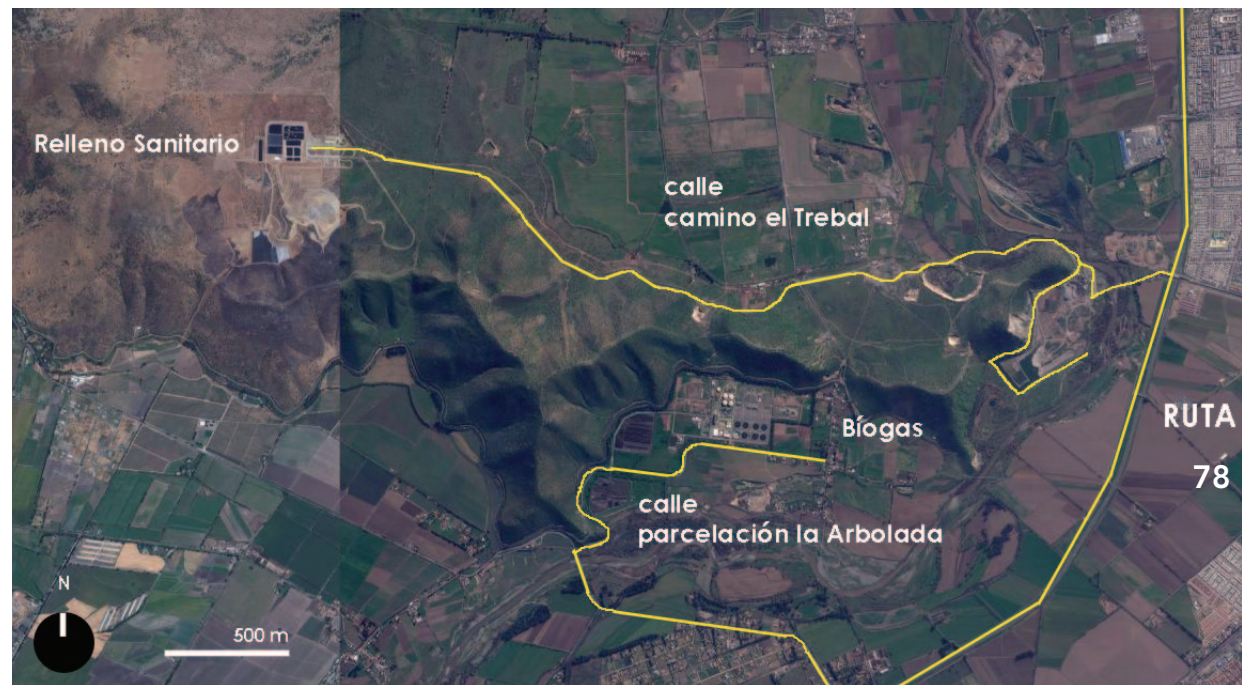 Relleno Sanitario
calle
camino el Trebal
Bíogas
RUTA
78
calle
parcelación la Arbolada
N
500 m